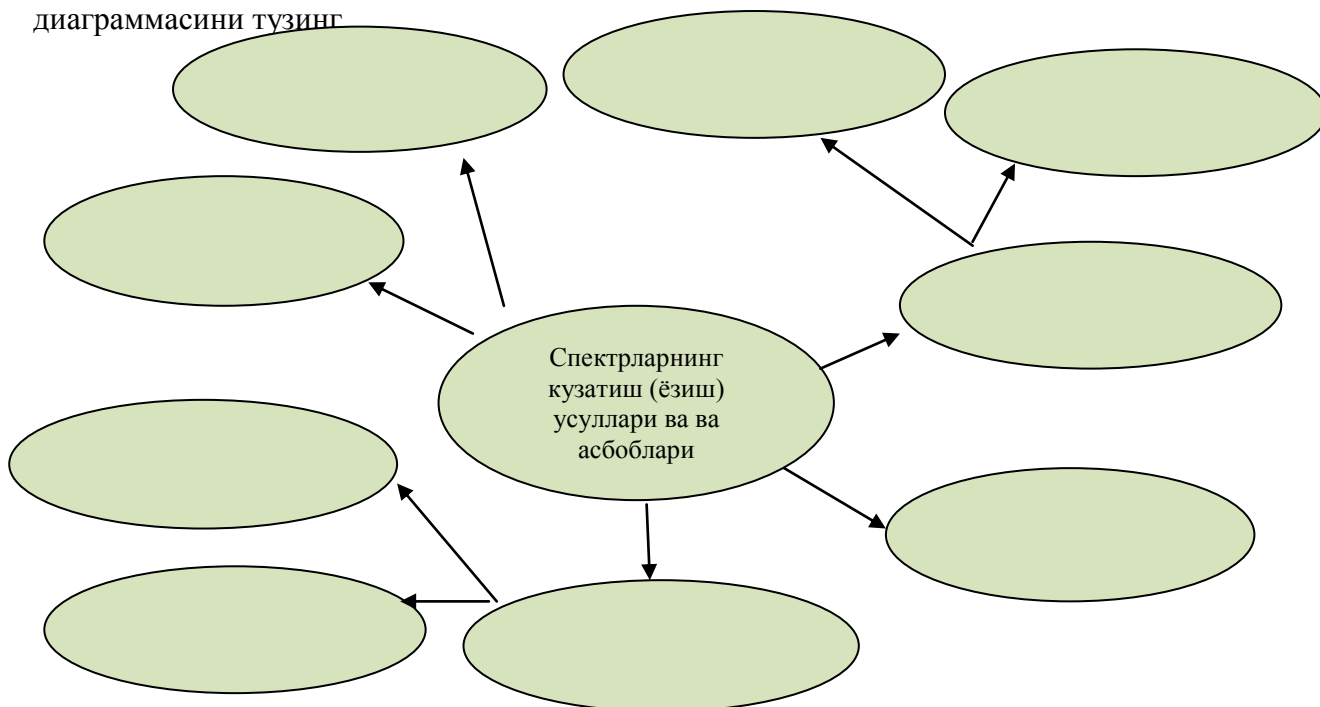 диаграммасини тузинг
Спектрларнинг
кузатиш (ёзиш)
усуллари ва ва
асбоблари